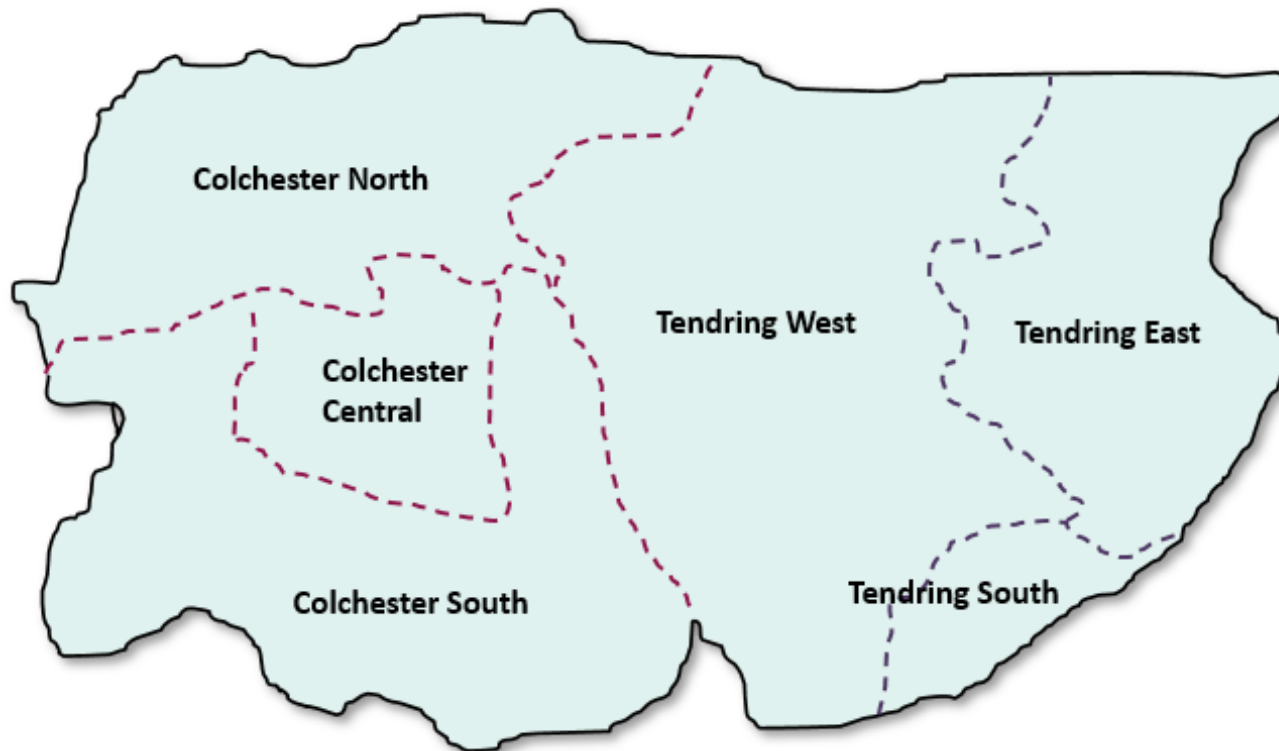 Colchester North
Tendring West
Tendring East
Colchester
Central
Colchester South
Tendring South